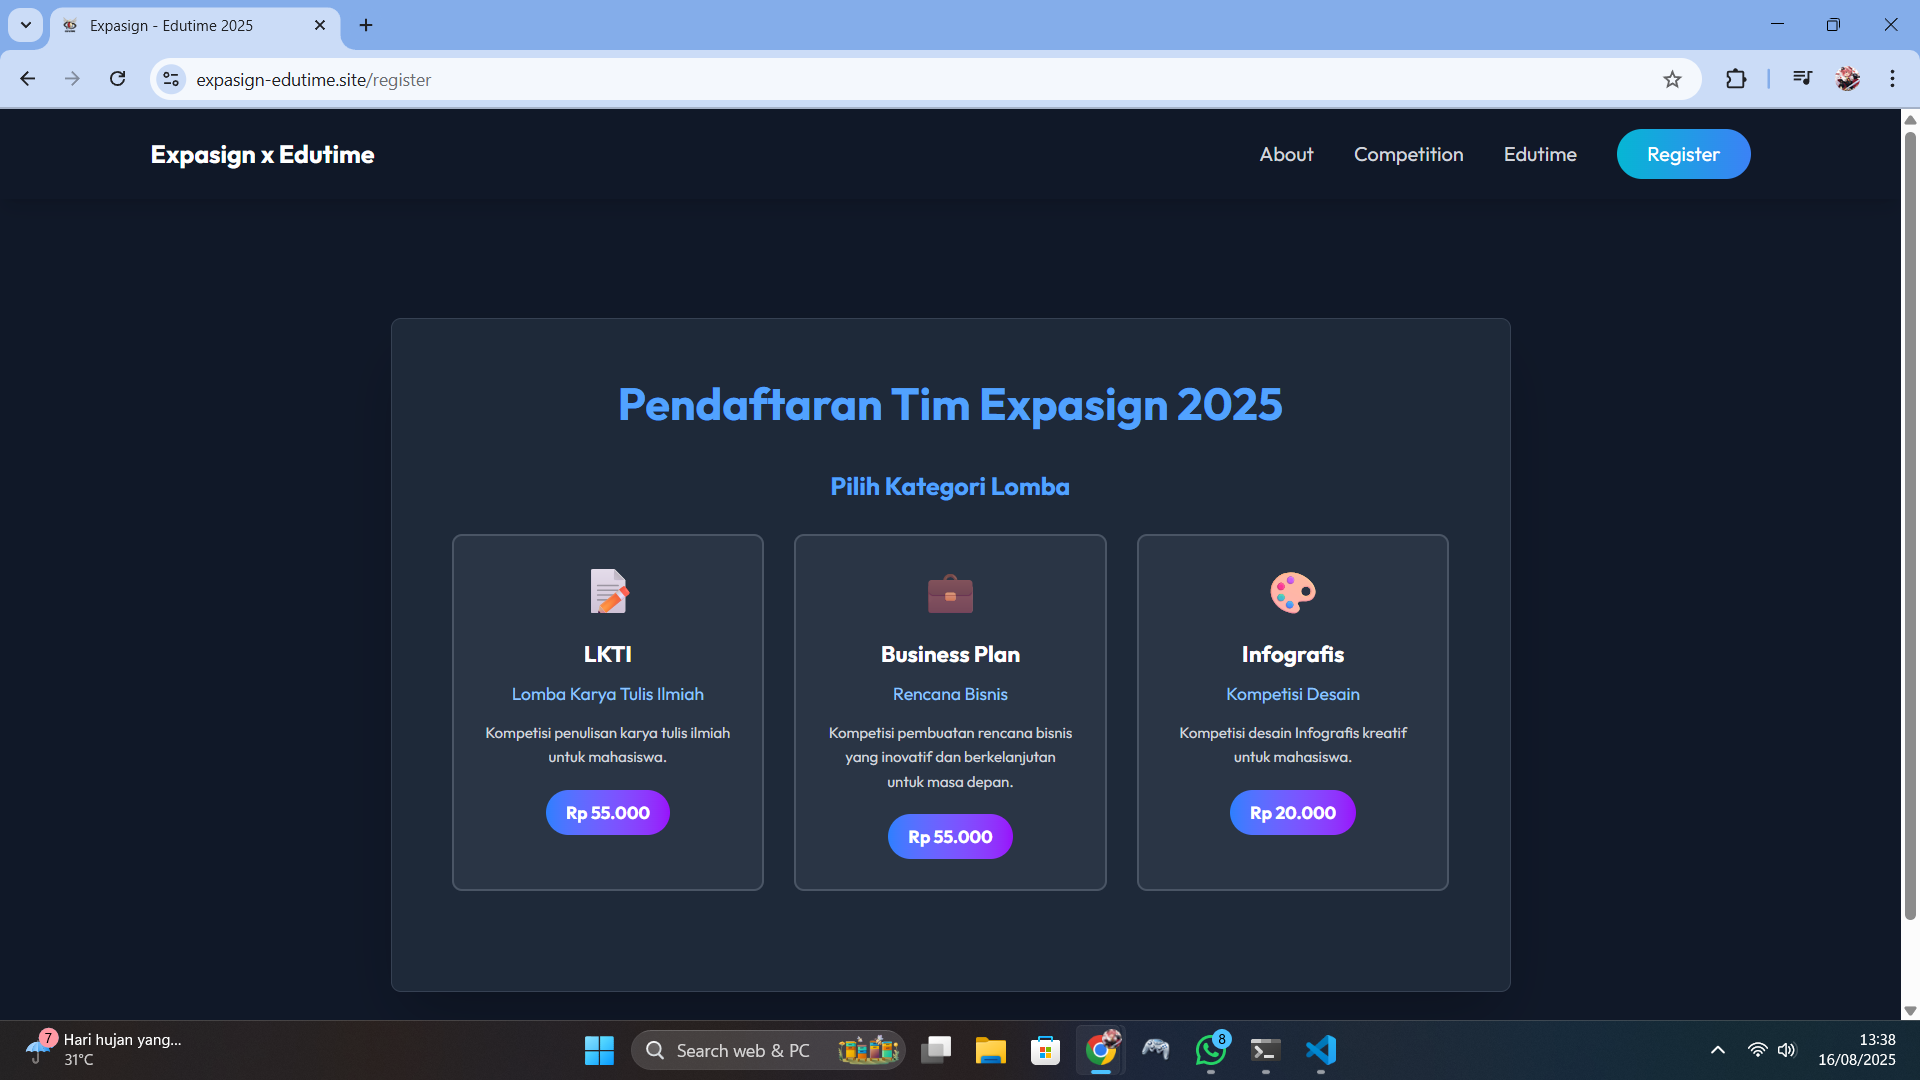 Expasign - Edutime 2025
expasign-edutime.site/register
Expasign x Edutime
About
Competition
Edutime
Register
Pendaftaran Tim Expasign 2025
Pilih Kategori Lomba
LKTI
Lomba Karya Tulis Ilmiah
Kompetisi penulisan karya tulis ilmiah
untuk mahasiswa.
Rp 55.000
Business Plan
Rencana Bisnis
Kompetisi pembuatan rencana bisnis
yang inovatif dan berkelanjutan
untuk masa depan.
Rp 55.000
Infografis
Kompetisi Desain
Kompetisi desain Infografis kreatif
untuk mahasiswa.
Rp 20.000
7
Hari hujan yang...
31°C
Search web & PC
8
13:38
16/08/2025